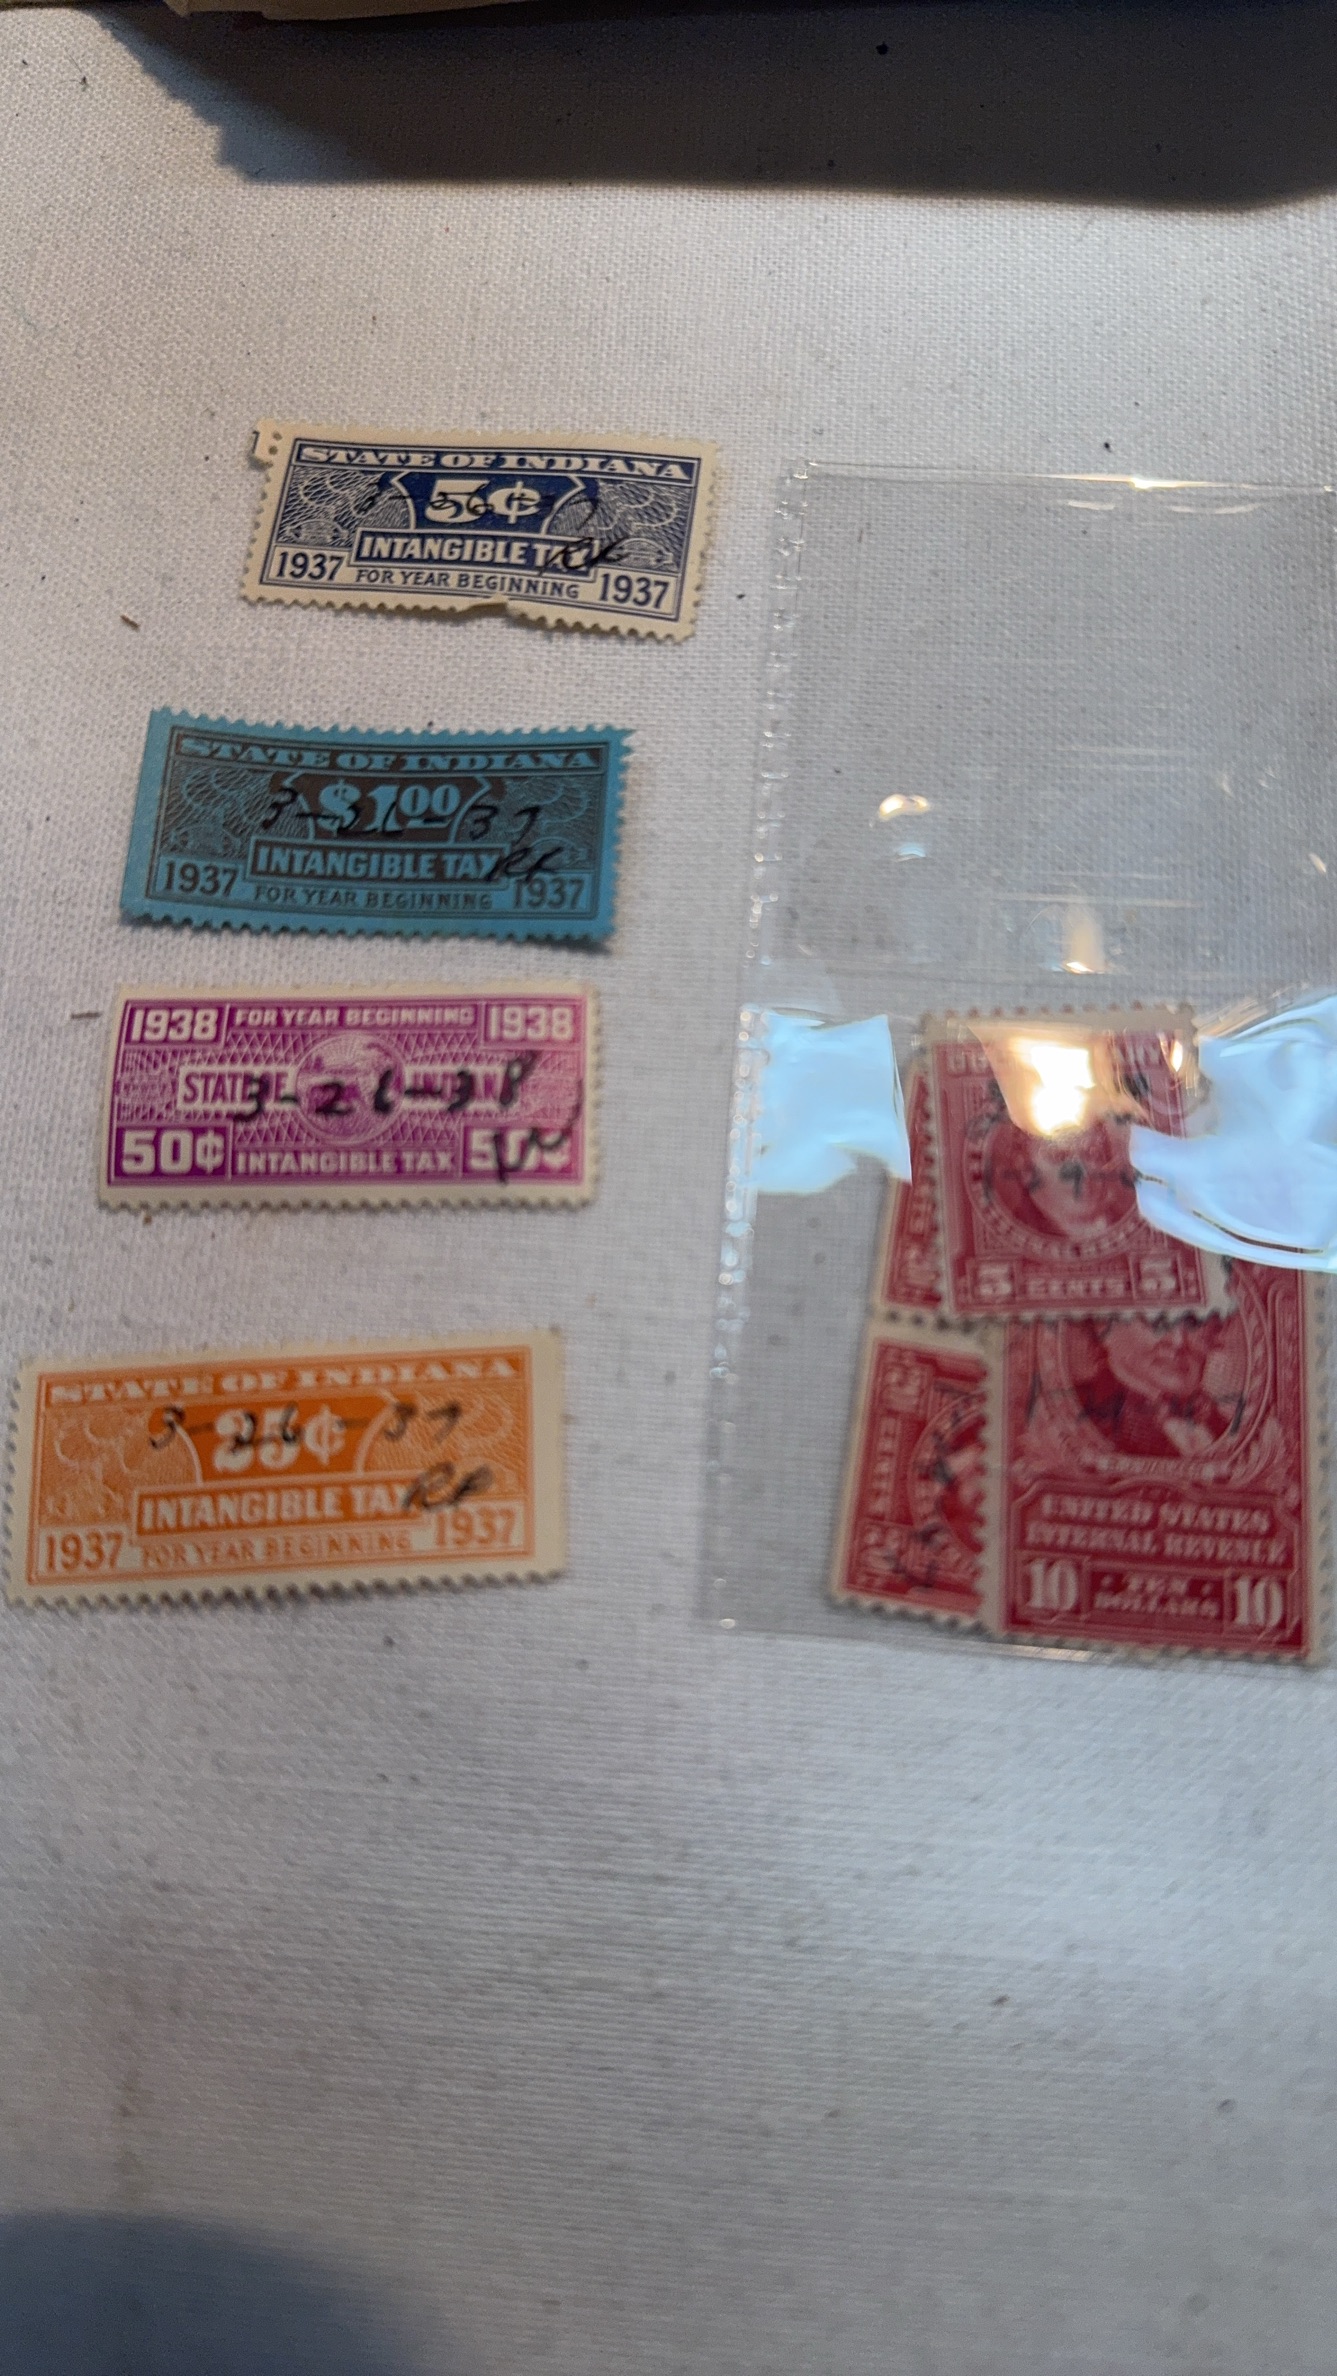 STATE OF INDIANA
5¢
INTANGIBLE TAX
1937 FOR YEAR BEGINNING 1937
STATE OF INDIANA
$1.00
3-26-37
INTANGIBLE TAX
RK
1937 FOR YEAR BEGINNING 1937
1938 FOR YEAR BEGINNING 1938
STATE
3-26-38
50¢ INTANGIBLE TAX 50¢
STATE OF INDIANA
25¢
3-26-37
INTANGIBLE TAX
RK
1937 FOR YEAR BEGINNING 1937
5 CENTS 5
UNITED STATES
INTERNAL REVENUE
10 TEN 10
DOLLARS